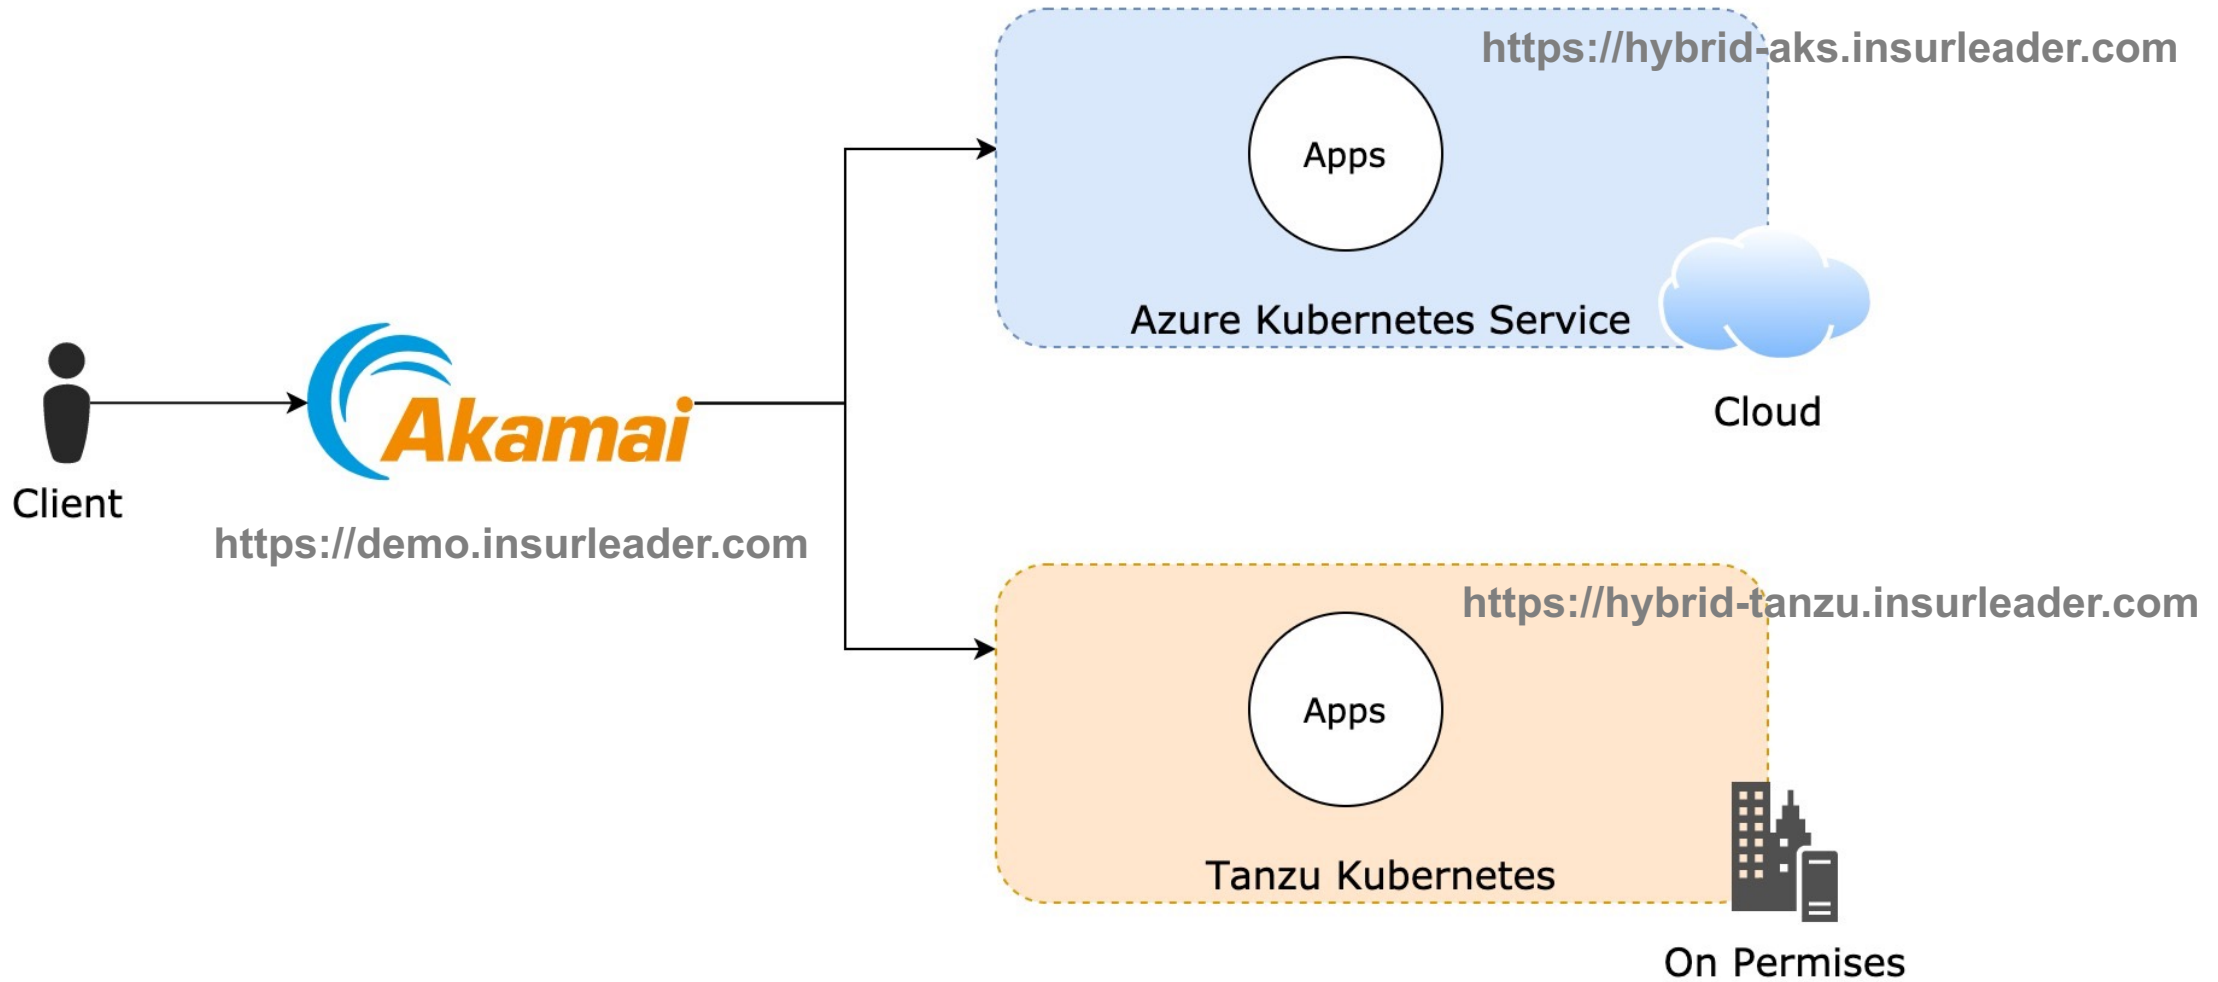 https://hybrid-aks.insurleader.com
Apps
Azure Kubernetes Service
Cloud
Akamai
Client
https://demo.insurleader.com
https://hybrid-tanzu.insurleader.com
Apps
Tanzu Kubernetes
On Permises